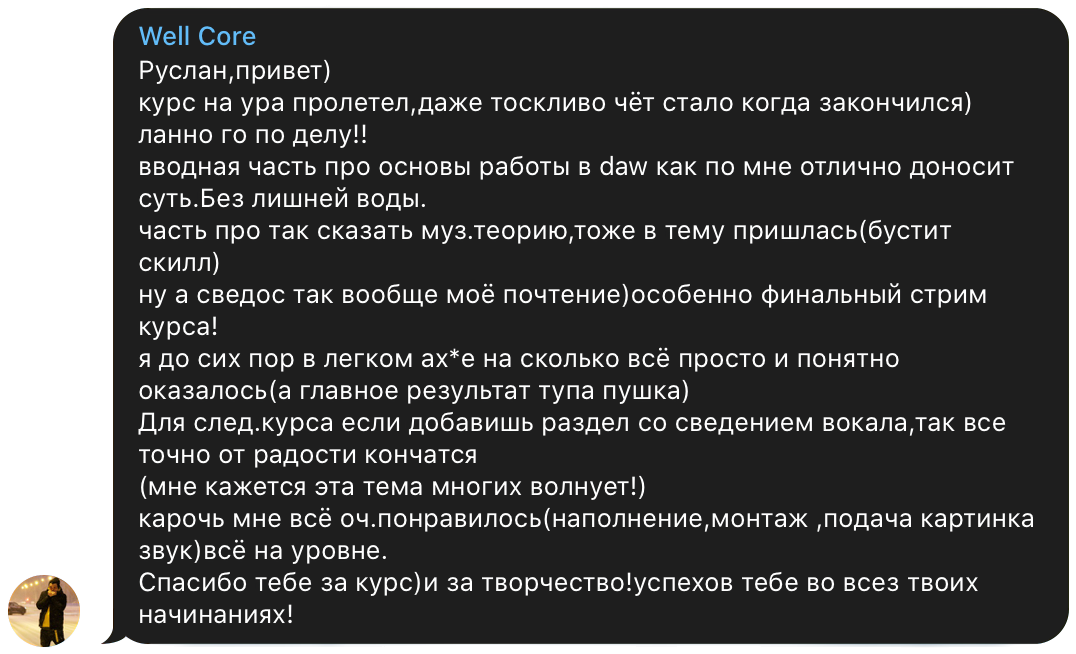 Well Core
Руслан,привет)
курс на ура пролетел,даже тоскливо чёт стало когда закончился)
ланно го по делу!!
вводная часть про основы работы в daw как по мне отлично доносит
суть.Без лишней воды.
часть про так сказать муз.теорию,тоже в тему пришлась(бустит
скилл)
ну а сведос так вообще моё почтение)особенно финальный стрим
курса!
я до сих пор в легком ах*е на сколько всё просто и понятно
оказалось(а главное результат тупа пушка)
Для след.курса если добавишь раздел со сведением вокала,так все
точно от радости кончатся
(мне кажется эта тема многих волнует!)
карочь мне всё оч.понравилось(наполнение,монтаж ,подача картинка
звук)всё на уровне.
Спасибо тебе за курс)и за творчество!успехов тебе во всез твоих
начинаниях!